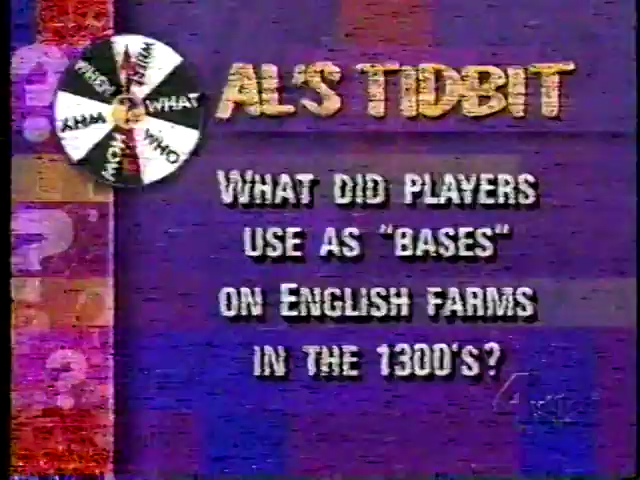 AL'S TIDBIT
WHEN
WHAT
WHO
HOW
WHY
WHAT DID PLAYERS
USE AS "BASES"
ON ENGLISH FARMS
IN THE 1300'S?
4